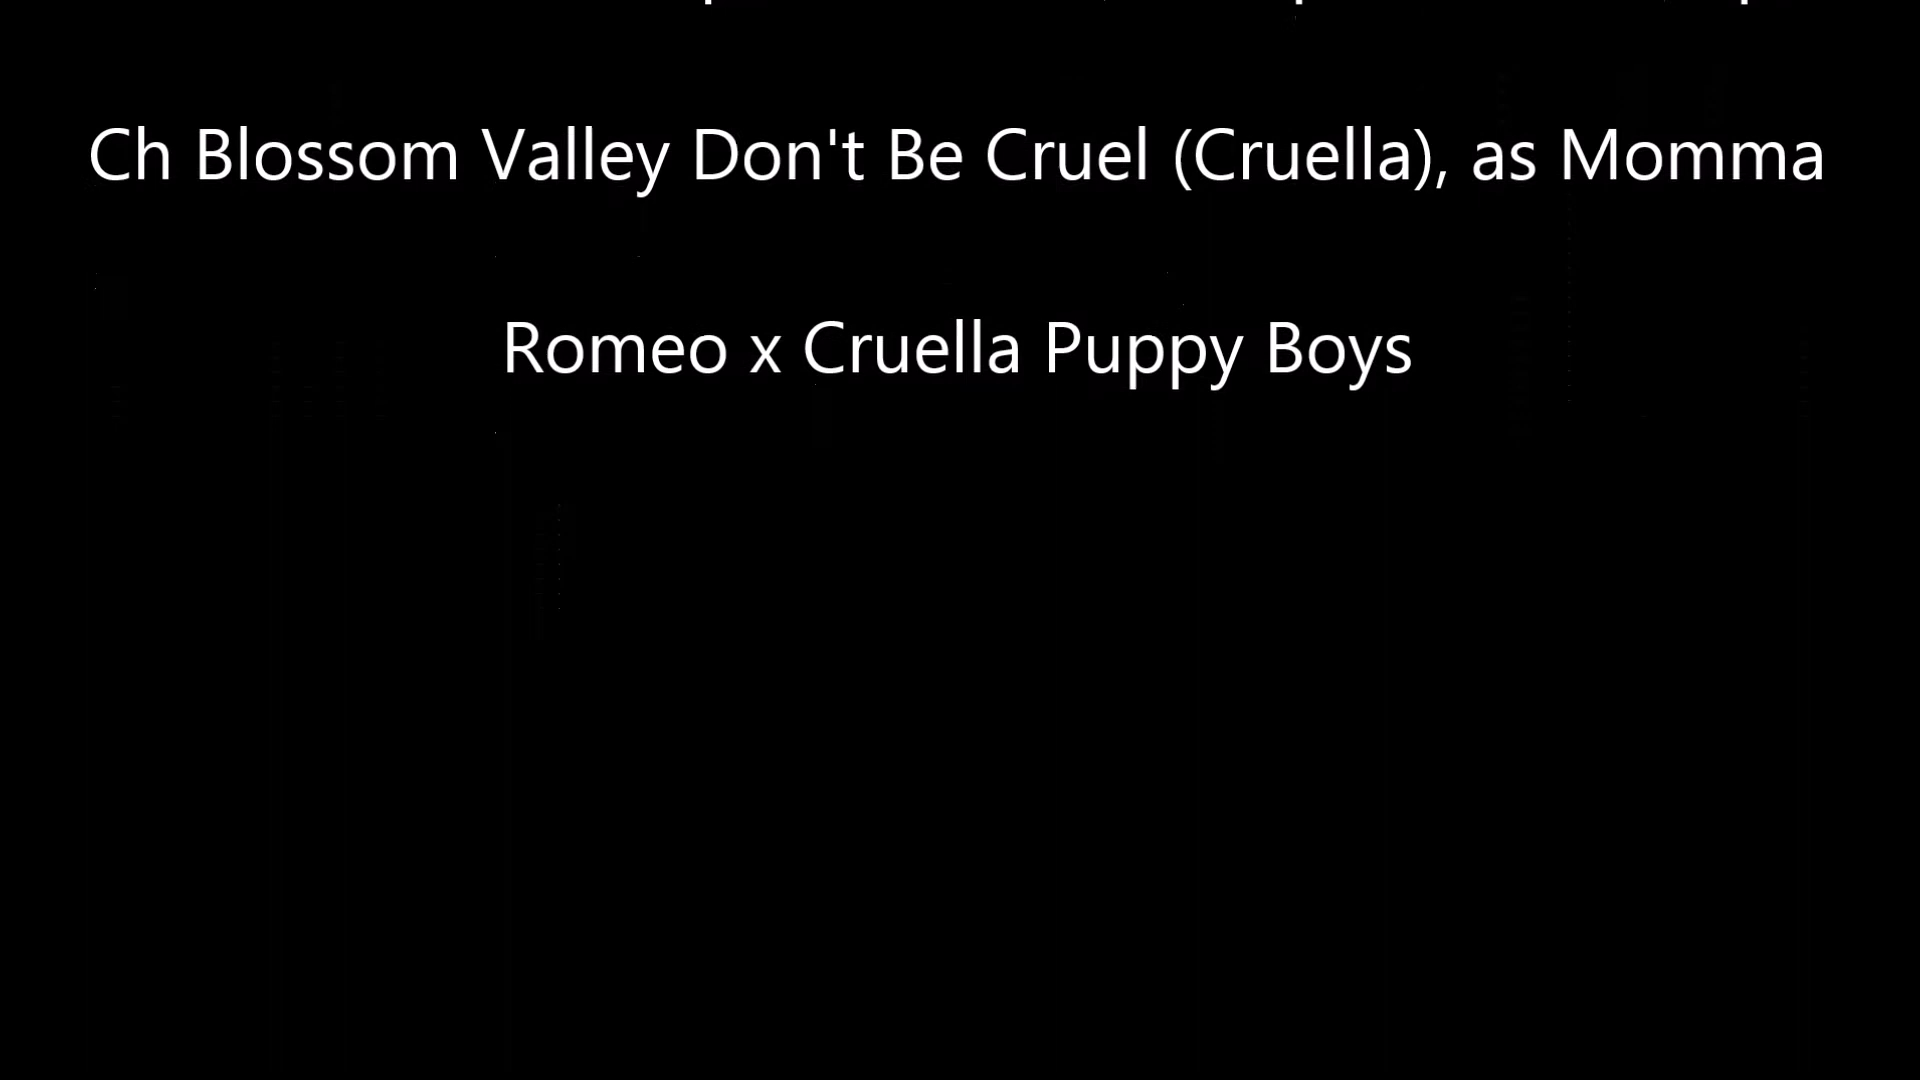 Ch Blossom Valley Don't Be Cruel (Cruella), as Momma
Romeo x Cruella Puppy Boys